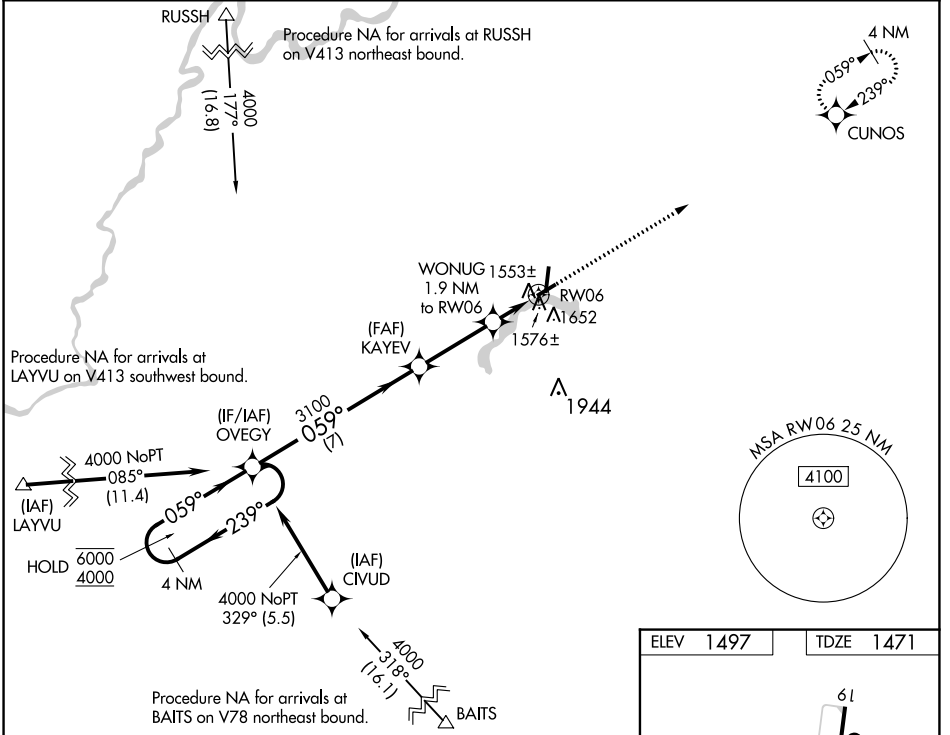 RUSSH
Procedure NA for arrivals at RUSSH
on V413 northeast bound.
4000
177°
(16.8)
4 NM
059°
239°
CUNOS
WONUG
1.9 NM
to RW06
1553±
RW06
1652
1576±
(FAF)
KAYEV
1944
Procedure NA for arrivals at
LAYVU on V413 southwest bound.
(IF/IAF)
OVEGY
3100
059°
(7)
4000 NoPT
085°
(11.4)
(IAF)
LAYVU
059°
239°
HOLD
6000
4000
4 NM
(IAF)
CIVUD
4000 NoPT
329° (5.5)
4000
318°
(16.1)
BAITS
Procedure NA for arrivals at
BAITS on V78 northeast bound.
MSA RW06 25 NM
4100
ELEV 1497
TDZE 1471
19